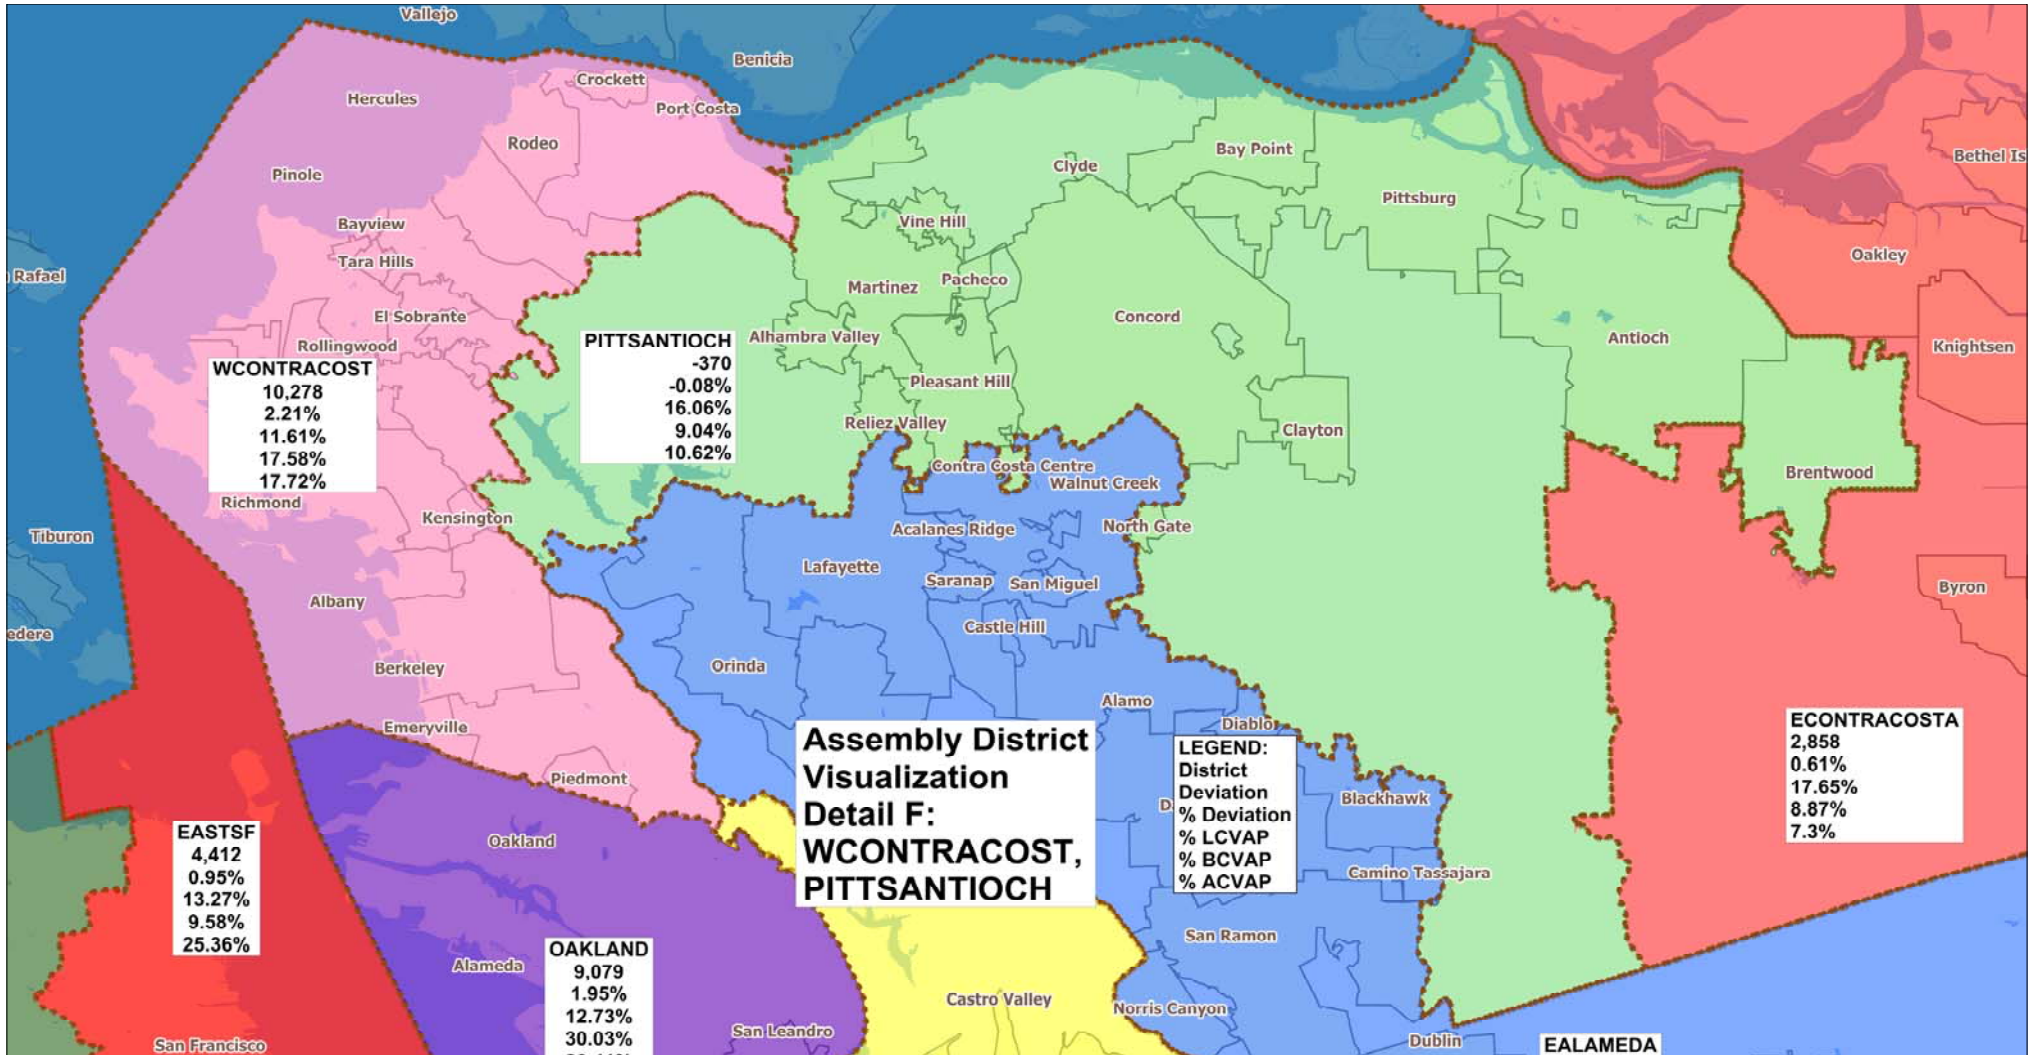 Vallejo
Benicia
Crockett
Hercules
Port Costa
Rodeo
Bay Point
Bethel Is
Clyde
Pinole
Pittsburg
Bayview
Vine Hill
Oakley
Tara Hills
Rafael
Pacheco
Martinez
El Sobrante
Concord
Alhambra Valley
Antioch
Rollingwood
Knightsen
WCONTRACOST
10,278
2.21%
11.61%
17.58%
17.72%
PITTSANTIOCH
-370
-0.08%
16.06%
9.04%
10.62%
Pleasant Hill
Reliez Valley
Clayton
Contra Costa Centre
Walnut Creek
Brentwood
Richmond
Kensington
North Gate
Acalanes Ridge
Tiburon
Lafayette
Saranap
San Miguel
Byron
Albany
Castle Hill
edere
Berkeley
Orinda
Alamo
Emeryville
Diablo
Piedmont
Assembly District
Visualization
Detail F:
WCONTRACOST,
PITTSANTIOCH
LEGEND:
District
Deviation
% Deviation
% LCVAP
% BCVAP
% ACVAP
ECONTRACOSTA
2,858
0.61%
17.65%
8.87%
7.3%
Blackhawk
EASTSF
4,412
0.95%
13.27%
9.58%
25.36%
Oakland
Camino Tassajara
San Ramon
OAKLAND
9,079
1.95%
12.73%
30.03%
Alameda
Castro Valley
Norris Canyon
San Leandro
San Francisco
Dublin
EALAMEDA